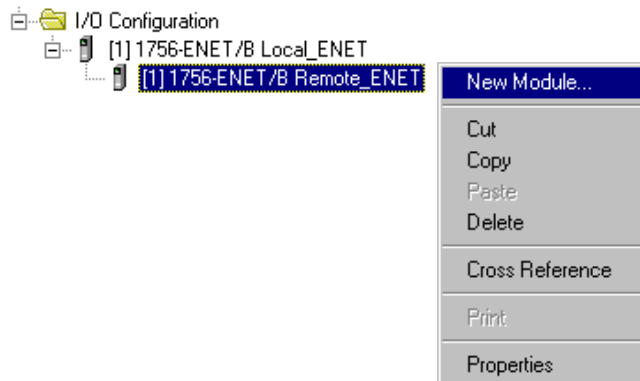 I/O Configuration
[1] 1756-ENET/B Local_ENET
[1] 1756-ENET/B Remote_ENET
New Module...
Cut
Copy
Paste
Delete
Cross Reference
Print
Properties